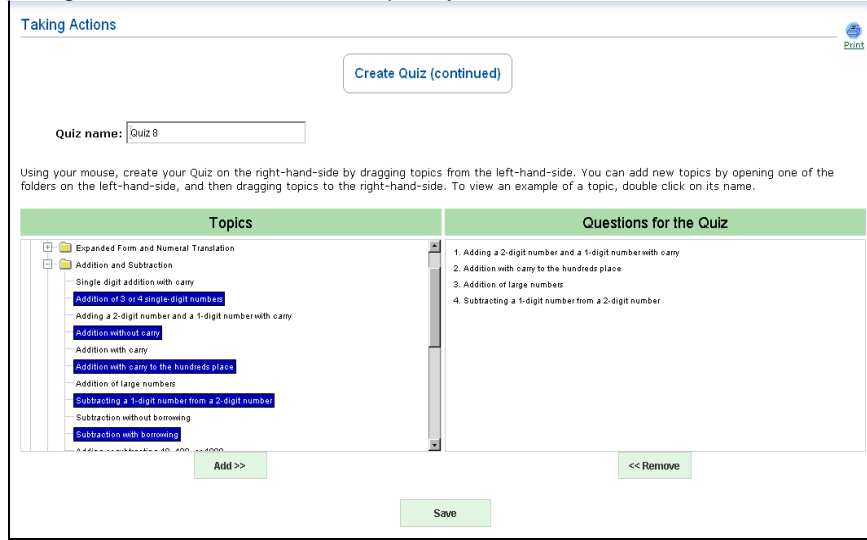 Taking Actions
Print
Create Quiz (continued)
Quiz name: Quiz 8
Using your mouse, create your Quiz on the right-hand-side by dragging topics from the left-hand-side. You can add new topics by opening one of the
folders on the left-hand-side, and then dragging topics to the right-hand-side. To view an example of a topic, double click on its name.
Topics
Expanded Form and Numeral Translation
Addition and Subtraction
Single digit addition with carry
Addition of 3 or 4 single-digit numbers
Adding a 2-digit number and a 1-digit number with carry
Addition without carry
Addition with carry
Addition with carry to the hundreds place
Addition of large numbers
Subtracting a 1-digit number from a 2-digit number
Subtraction without borrowing
Subtraction with borrowing
Add >>
Questions for the Quiz
1. Adding a 2-digit number and a 1-digit number with carry
2. Addition with carry to the hundreds place
3. Addition of large numbers
4. Subtracting a 1-digit number from a 2-digit number
<< Remove
Save